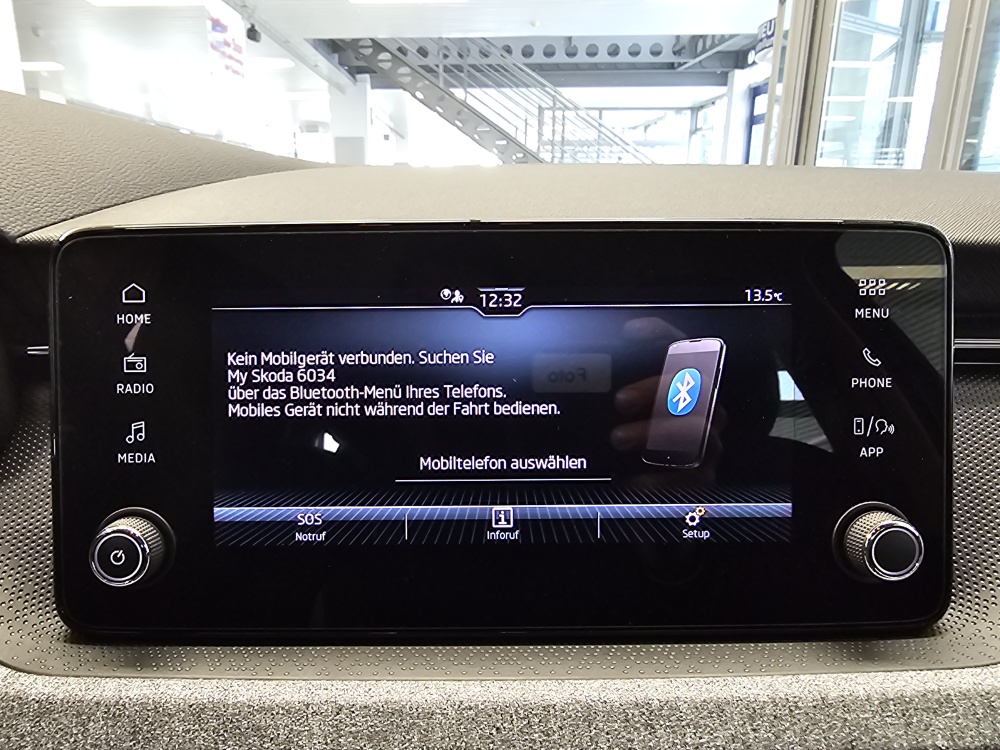 12:32
13.5°C
HOME
RADIO
MEDIA
Kein Mobilgerät verbunden. Suchen Sie
My Skoda 6034
über das Bluetooth-Menü Ihres Telefons.
Mobiles Gerät nicht während der Fahrt bedienen.
Mobiltelefon auswählen
SOS
Notruf
Inforuf
Setup
MENU
PHONE
APP
Foto